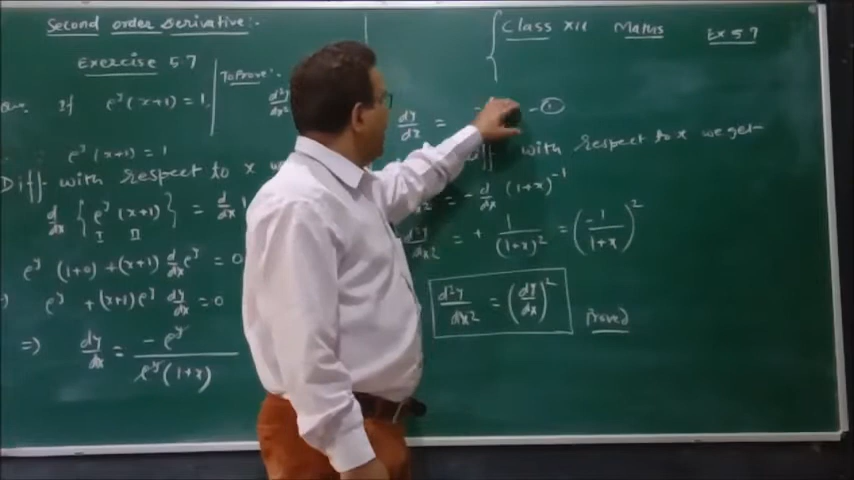 Second order Derivative:-
Exercise 5.7
To Prove:-
If e^y (x+1) = 1,
e^y (x+1) = 1
Diff- with respect to x
d/dx { e^y (x+1) } = d/dx
I II
e^y (1+0) + (x+1) d/dx e^y = 0
e^y + (x+1) e^y dy/dx = 0
=> dy/dx = -e^y / e^y (1+x)
Class XII Maths Ex 5.7
dy/dx = - ①
with respect to x we get-
= - d/dx (1+x)^-1
= + 1/(1+x)^2 = (-1/(1+x))^2
d²y/dx² = (dy/dx)^2 Proved